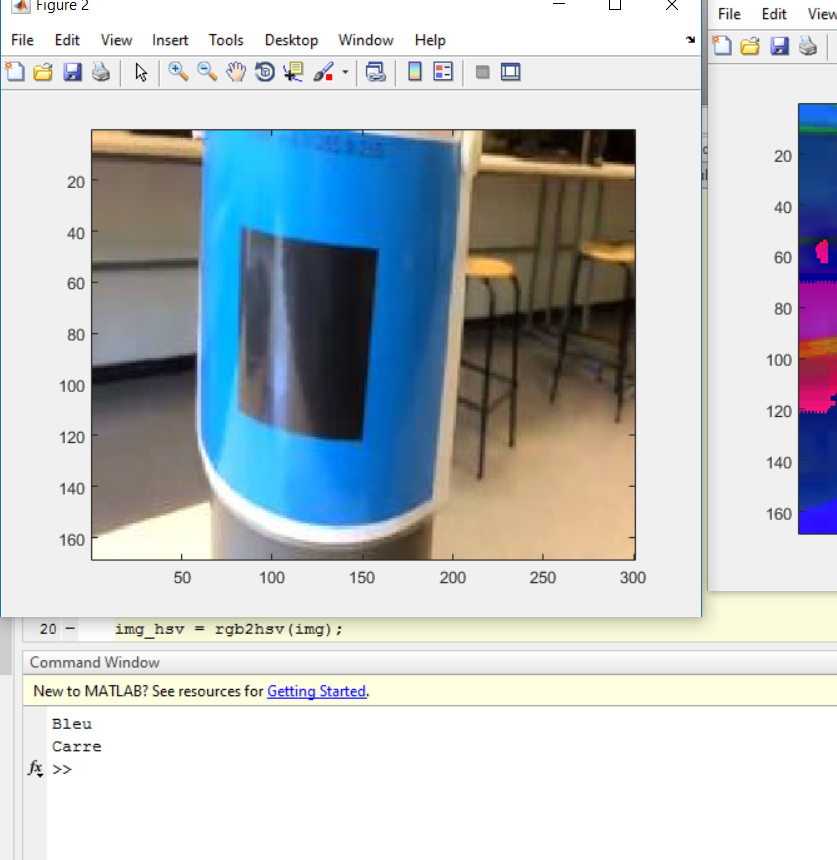 Figure 2
File Edit View Insert Tools Desktop Window Help
20
40
60
80
100
120
140
160
50 100 150 200 250 300
File Edit View
20
40
60
80
100
120
140
160
20 – img_hsv = rgb2hsv(img);
Command Window
New to MATLAB? See resources for Getting Started.
Bleu
Carre
fx >>